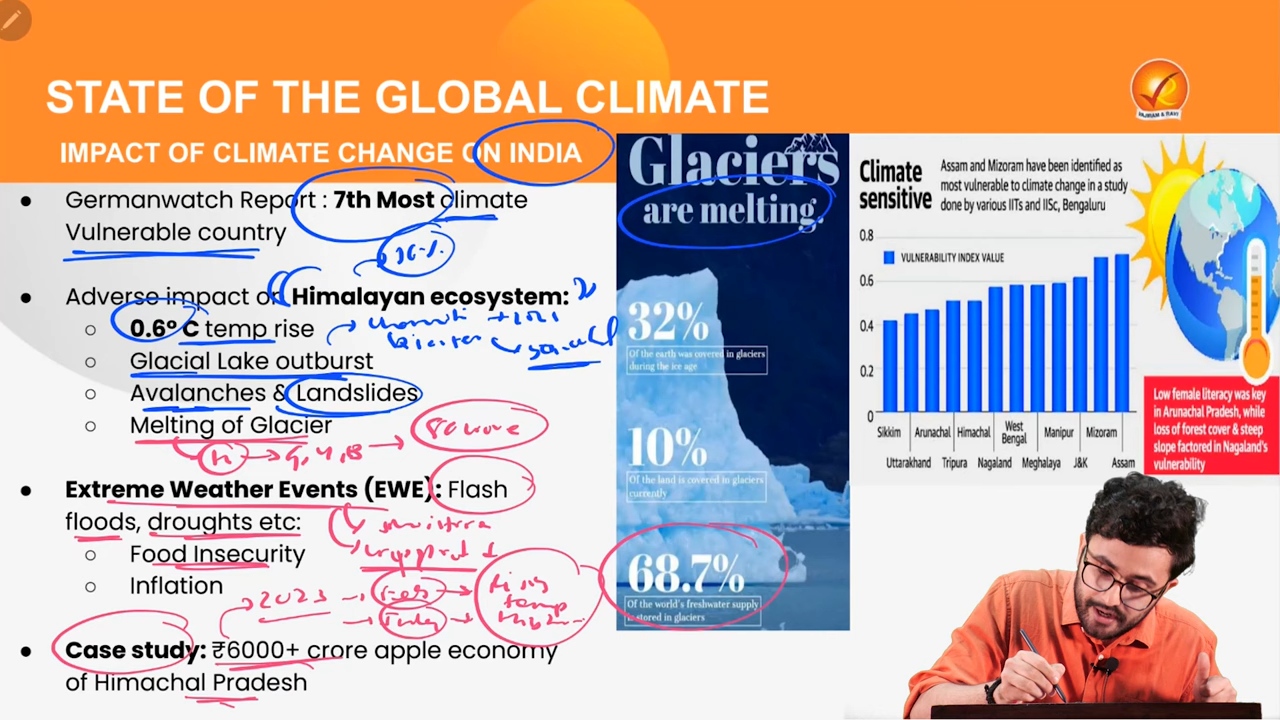 STATE OF THE GLOBAL CLIMATE
IMPACT OF CLIMATE CHANGE ON INDIA
VAJIRAM & RAVI
• Germanwatch Report : 7th Most climate
Vulnerable country
• Adverse impact on Himalayan ecosystem:
○ 0.6° C temp rise
○ Glacial Lake outburst
○ Avalanches & Landslides
○ Melting of Glacier
• Extreme Weather Events (EWE): Flash
floods, droughts etc:
○ Food Insecurity
○ Inflation
2023
• Case study: ₹6000+ crore apple economy
of Himachal Pradesh
rising
temp
Glaciers
are melting.
32%
Of the earth was covered in glaciers
during the ice age
10%
Of the land is covered in glaciers
currently
68.7%
Of the world's freshwater supply
is stored in glaciers
Climate
sensitive
Assam and Mizoram have been identified as
most vulnerable to climate change in a study
done by various IITs and IISc, Bengaluru
0.8
VULNERABILITY INDEX VALUE
0.6
0.4
0.2
0
Sikkim Arunachal Himachal West Bengal Manipur Mizoram
Uttarakhand Tripura Nagaland Meghalaya J&K Assam
Low female literacy was key
in Arunachal Pradesh, while
loss of forest cover & steep
slope factored in Nagaland's
vulnerability